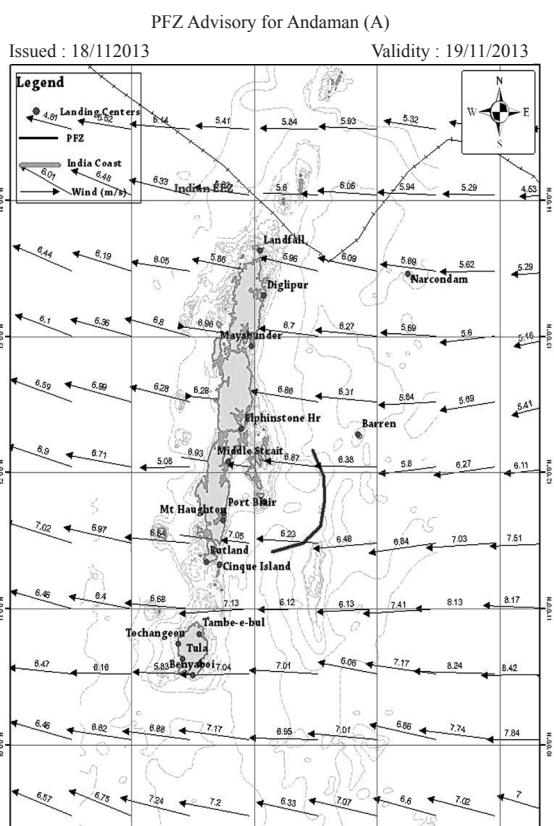 PFZ Advisory for Andaman (A)
Issued : 18/112013 Validity : 19/11/2013
Legend
Landing Centers
PFZ
India Coast
Wind (m/s)
N
W E
S
4.61 5.52 6.14 5.41 5.84 5.93 5.32
6.01 6.48 6.33 Indian EEZ 5.6 6.06 5.94 5.29 4.53
Landfall
6.44 6.19 6.05 5.86 5.96 6.09 5.69 5.62 5.29
Narcondam
Diglipur
6.1 6.36 6.8 6.96 6.7 6.27 5.69 5.6 5.16
Mayabunder
6.59 6.99 6.28 6.28 6.66 6.31 5.84 5.69 5.41
Elphinstone Hr Barren
6.9 6.71 5.08 6.93 Middle Strait 6.87 6.38 5.8 6.27 6.11
Port Blair
Mt Haughton
7.02 6.97 6.64 7.05 6.23 6.48 6.84 7.03 7.51
Rutland
Cinque Island
6.46 6.4 6.68 7.13 6.12 6.13 7.41 8.13 8.17
Tambe-e-bul
Tochangeou
Tula
Benyaboi
6.47 6.16 5.83 7.04 7.01 6.06 7.17 8.24 8.42
6.46 6.62 6.88 7.17 6.95 7.01 6.86 7.74 7.84
6.57 6.75 7.24 7.2 6.33 7.07 6.6 7.02 7